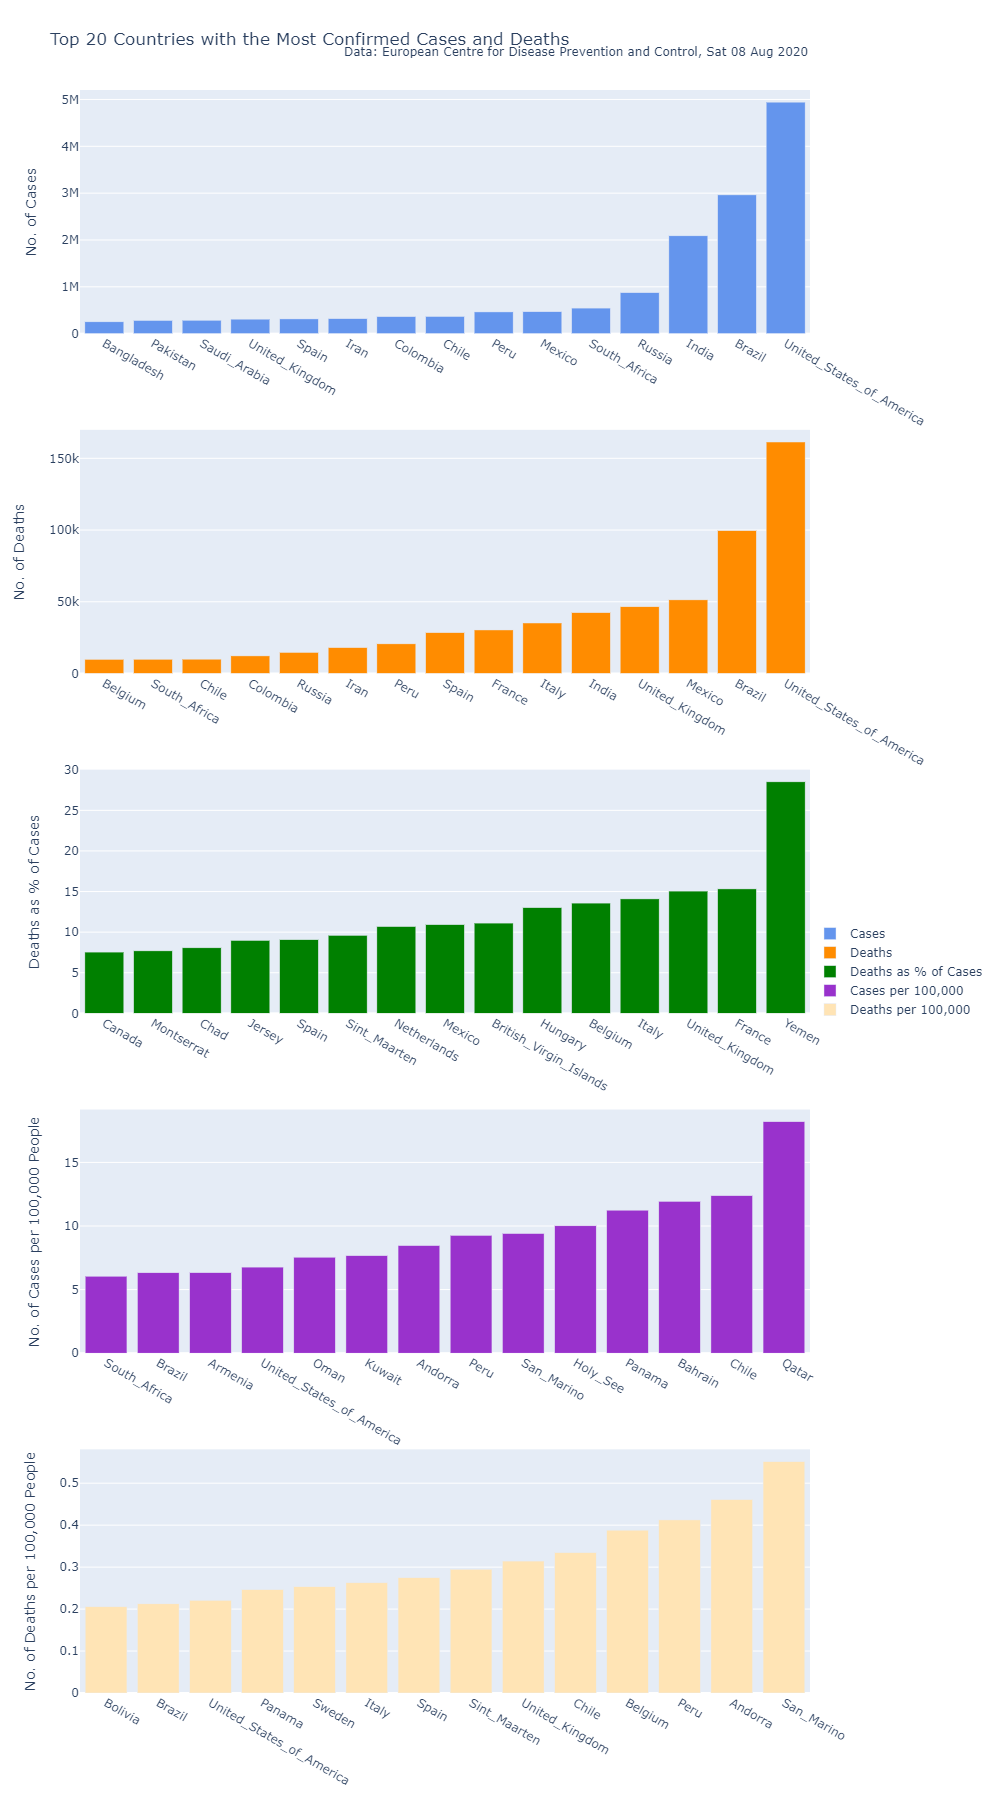 Top 20 Countries with the Most Confirmed Cases and Deaths
Data: European Centre for Disease Prevention and Control, Sat 08 Aug 2020
No. of Cases
5M
4M
3M
2M
1M
0
Bangladesh
Pakistan
Saudi_Arabia
United_Kingdom
Spain
Iran
Colombia
Chile
Peru
Mexico
South_Africa
Russia
India
Brazil
United_States_of_America
No. of Deaths
150k
100k
50k
0
Belgium
South_Africa
Chile
Colombia
Russia
Iran
Peru
Spain
France
Italy
India
United_Kingdom
Mexico
Brazil
United_States_of_America
Deaths as % of Cases
30
25
20
15
10
5
0
Canada
Montserrat
Chad
Jersey
Spain
Sint_Maarten
Netherlands
Mexico
British_Virgin_Islands
Hungary
Belgium
Italy
United_Kingdom
France
Yemen
Cases
Deaths
Deaths as % of Cases
Cases per 100,000
Deaths per 100,000
No. of Cases per 100,000 People
15
10
5
0
South_Africa
Brazil
Armenia
United_States_of_America
Oman
Kuwait
Andorra
Peru
San_Marino
Holy_See
Panama
Bahrain
Chile
Qatar
No. of Deaths per 100,000 People
0.5
0.4
0.3
0.2
0.1
0
Bolivia
Brazil
United_States_of_America
Panama
Sweden
Italy
Spain
Sint_Maarten
United_Kingdom
Chile
Belgium
Peru
Andorra
San_Marino